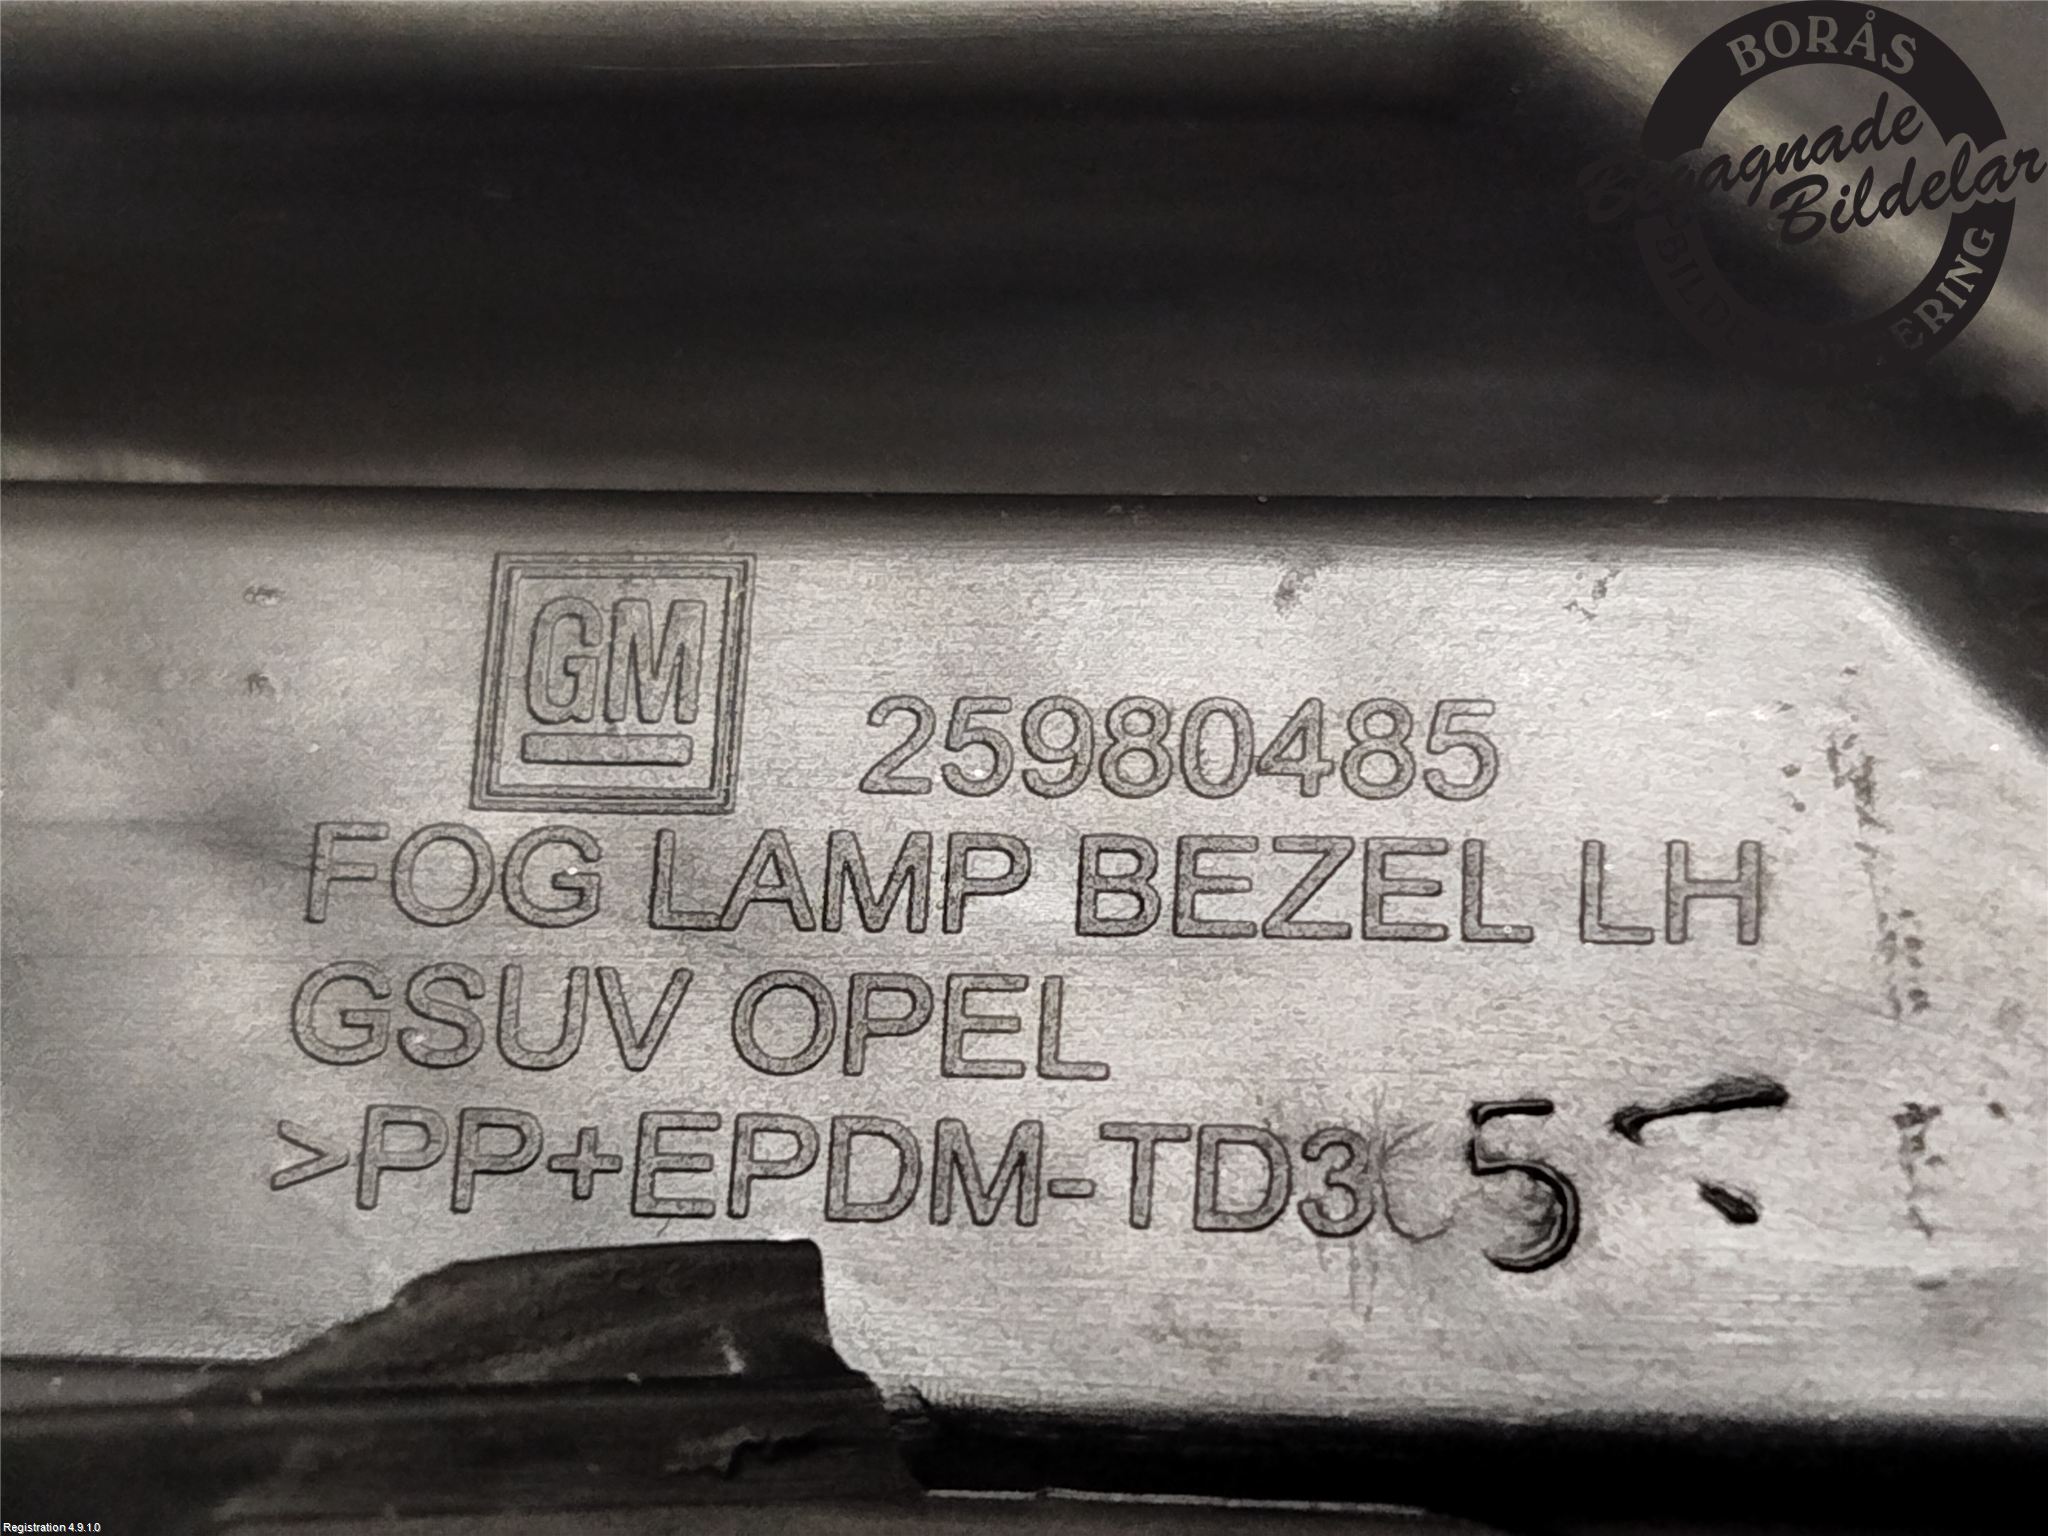 BORÅS
Begagnade
Bildelar
GM
25980485
FOG LAMP BEZEL LH
GSUV OPEL
>PP+EPDM-TD3
5
Registration 4.9.1.0